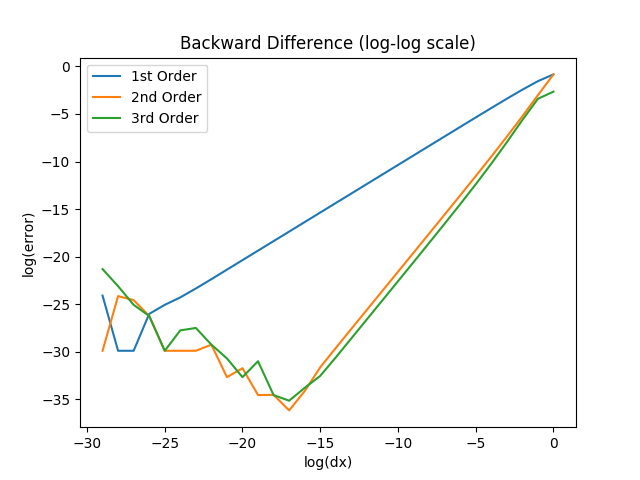 Backward Difference (log-log scale)
1st Order
2nd Order
3rd Order
log(error)
0
−5
−10
−15
−20
−25
−30
−35
−30
−25
−20
−15
−10
−5
0
log(dx)